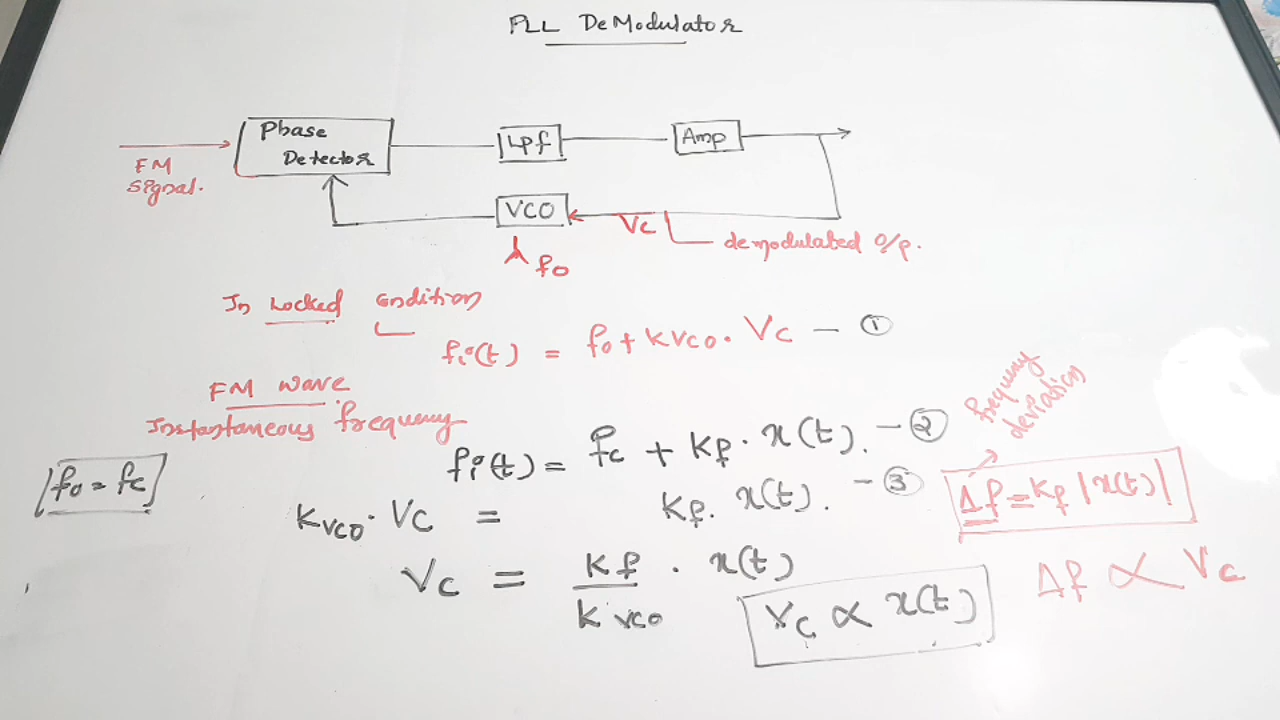 PLL DeModulator
Phase
Detector
Lpf
Amp
FM
signal.
VCO
Vc
demodulated o/p.
fo
In Locked condition
fi(t) = fo + kvco. Vc - ①
FM wave
Instantaneous frequency
frequency
deviation
fi(t) = fc + kf . x(t). - ②
fo = fc
KVCO . Vc = kf. x(t). - ③
Δf = kf |x(t)|
Vc = kf / k vco . x(t)
Vc ∝ x(t)
Δf ∝ Vc